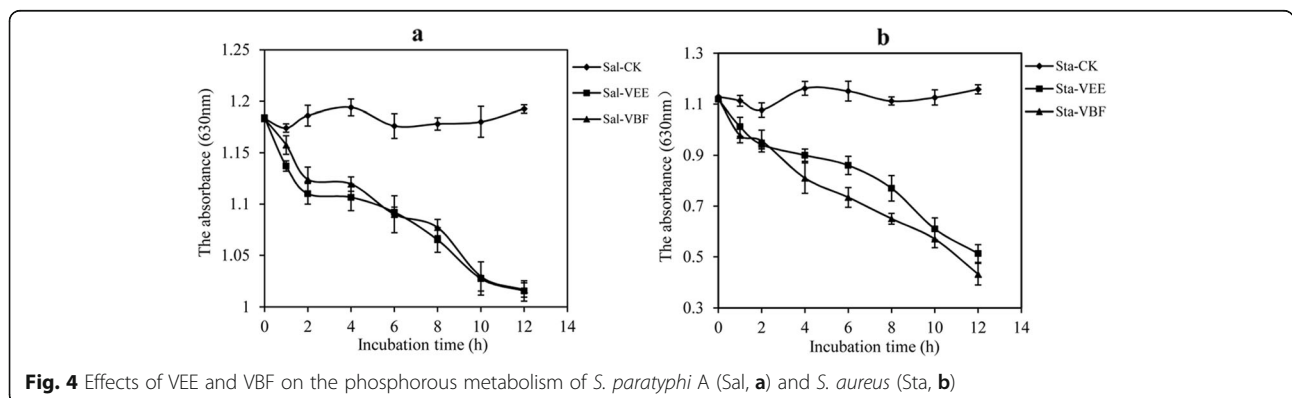 a
The absorbance (630nm)
1.25
1.2
1.15
1.1
1.05
1
0 2 4 6 8 10 12 14
Incubation time (h)
Sal-CK
Sal-VEE
Sal-VBF
b
The absorbance (630nm)
1.3
1.1
0.9
0.7
0.5
0.3
0 2 4 6 8 10 12 14
Incubation time (h)
Sta-CK
Sta-VEE
Sta-VBF
Fig. 4 Effects of VEE and VBF on the phosphorous metabolism of S. paratyphi A (Sal, a) and S. aureus (Sta, b)